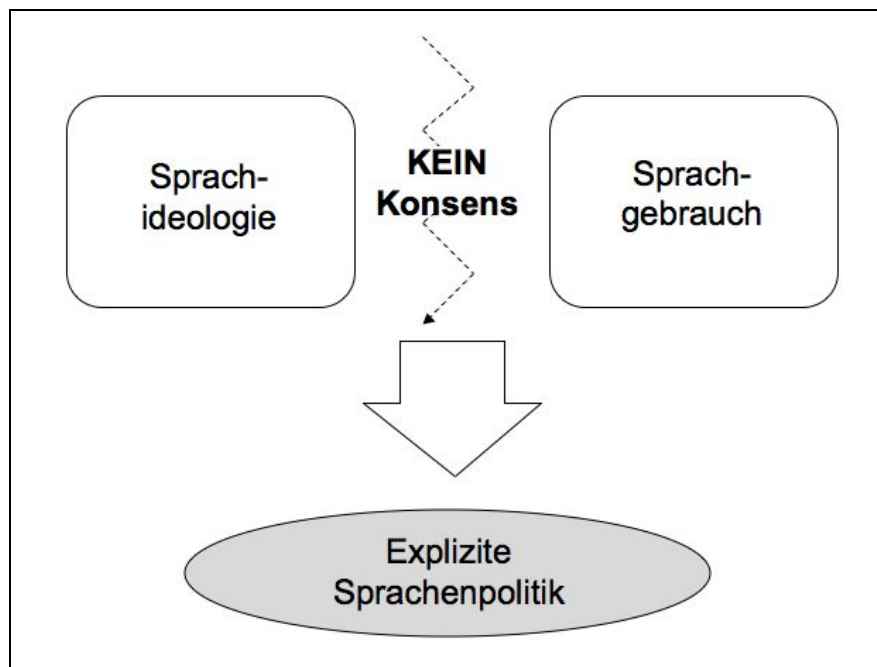 Sprach-
ideologie
KEIN
Konsens
Sprach-
gebrauch
Explizite
Sprachenpolitik